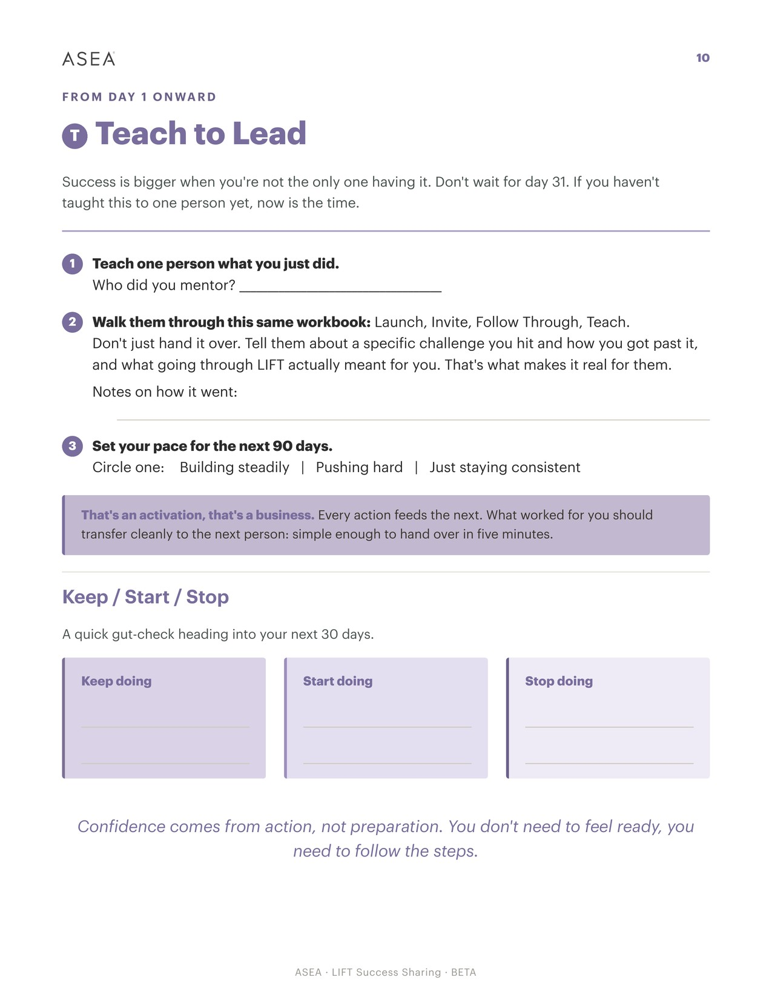 ASEA
10
FROM DAY 1 ONWARD
T Teach to Lead
Success is bigger when you're not the only one having it. Don't wait for day 31. If you haven't
taught this to one person yet, now is the time.
1 Teach one person what you just did.
Who did you mentor? ____________________________
2 Walk them through this same workbook: Launch, Invite, Follow Through, Teach.
Don't just hand it over. Tell them about a specific challenge you hit and how you got past it,
and what going through LIFT actually meant for you. That's what makes it real for them.
Notes on how it went:
3 Set your pace for the next 90 days.
Circle one: Building steadily | Pushing hard | Just staying consistent
That's an activation, that's a business. Every action feeds the next. What worked for you should
transfer cleanly to the next person: simple enough to hand over in five minutes.
Keep / Start / Stop
A quick gut-check heading into your next 30 days.
Keep doing
Start doing
Stop doing
Confidence comes from action, not preparation. You don't need to feel ready, you
need to follow the steps.
ASEA · LIFT Success Sharing · BETA